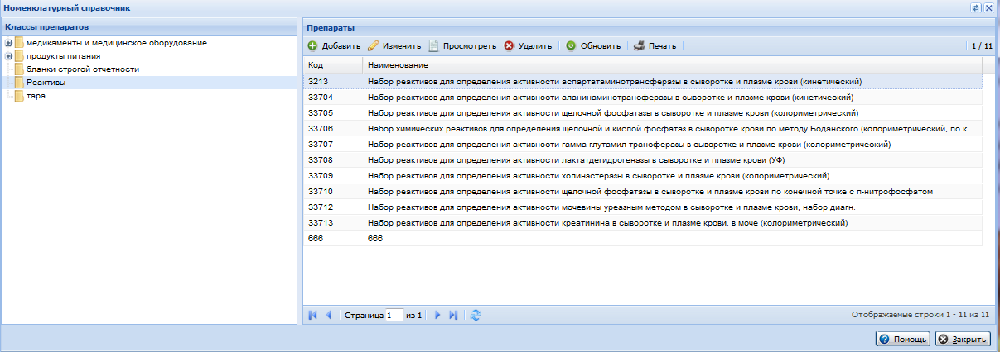 Номенклатурный справочник
Классы препаратов
медикаменты и медицинское оборудование
продукты питания
бланки строгой отчетности
Реактивы
тара
Препараты
Добавить Изменить Просмотреть Удалить Обновить Печать 1 / 11
Код Наименование
3213 Набор реактивов для определения активности аспартатаминотрансферазы в сыворотке и плазме крови (кинетический)
33704 Набор реактивов для определения активности аланинаминотрансферазы в сыворотке и плазме крови (кинетический)
33705 Набор реактивов для определения активности щелочной фосфатазы в сыворотке и плазме крови (колориметрический)
33706 Набор химических реактивов для определения щелочной и кислой фосфатаз в сыворотке крови по методу Боданского (колориметрический, по к...
33707 Набор реактивов для определения активности гамма-глутамил-трансферазы в сыворотке и плазме крови (колориметрический)
33708 Набор реактивов для определения активности лактатдегидрогеназы в сыворотке и плазме крови (УФ)
33709 Набор реактивов для определения активности холинэстеразы в сыворотке и плазме крови (колориметрический)
33710 Набор реактивов для определения активности щелочной фосфатазы в сыворотке и плазме крови по конечной точке с п-нитрофосфатом
33712 Набор реактивов для определения активности мочевины уреазным методом в сыворотке и плазме крови, набор диагн.
33713 Набор реактивов для определения активности креатинина в сыворотке и плазме крови, в моче (колориметрический)
666 666
Страница 1 из 1 Отображаемые строки 1 - 11 из 11
Помощь Закрыть